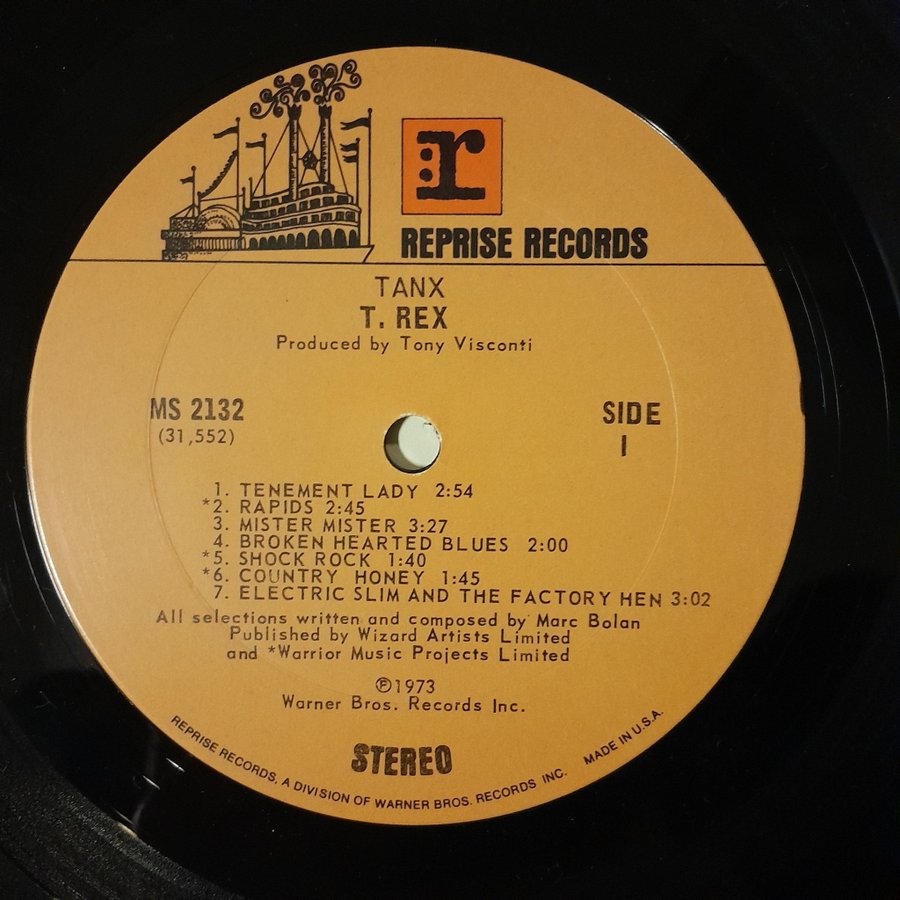 r
REPRISE RECORDS
TANX
T. REX
Produced by Tony Visconti
MS 2132
(31,552)
SIDE
1
1. TENEMENT LADY 2:54
*2. RAPIDS 2:45
3. MISTER MISTER 3:27
4. BROKEN HEARTED BLUES 2:00
*5. SHOCK ROCK 1:40
*6. COUNTRY HONEY 1:45
7. ELECTRIC SLIM AND THE FACTORY HEN 3:02
All selections written and composed by Marc Bolan
Published by Wizard Artists Limited
and *Warrior Music Projects Limited
℗1973
Warner Bros. Records Inc.
STEREO
REPRISE RECORDS, A DIVISION OF WARNER BROS. RECORDS INC. MADE IN U.S.A.